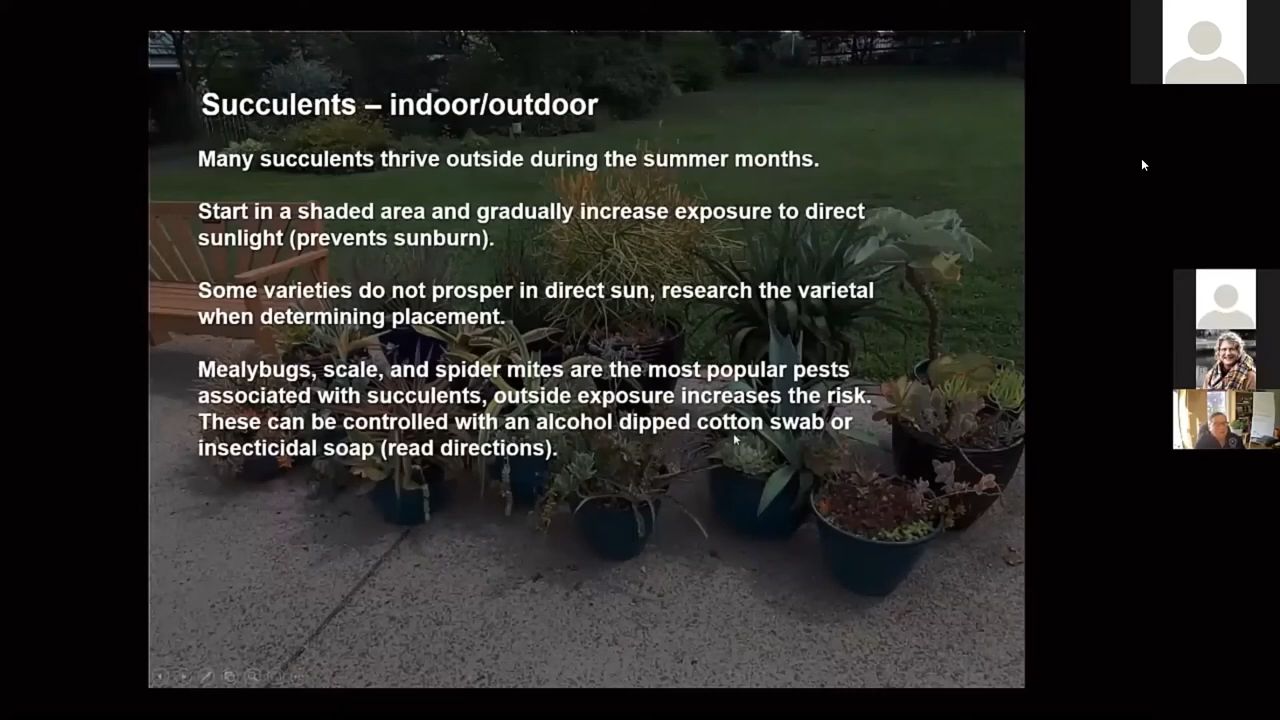 Succulents – indoor/outdoor
Many succulents thrive outside during the summer months.
Start in a shaded area and gradually increase exposure to direct
sunlight (prevents sunburn).
Some varieties do not prosper in direct sun, research the varietal
when determining placement.
Mealybugs, scale, and spider mites are the most popular pests
associated with succulents, outside exposure increases the risk.
These can be controlled with an alcohol dipped cotton swab or
insecticidal soap (read directions).